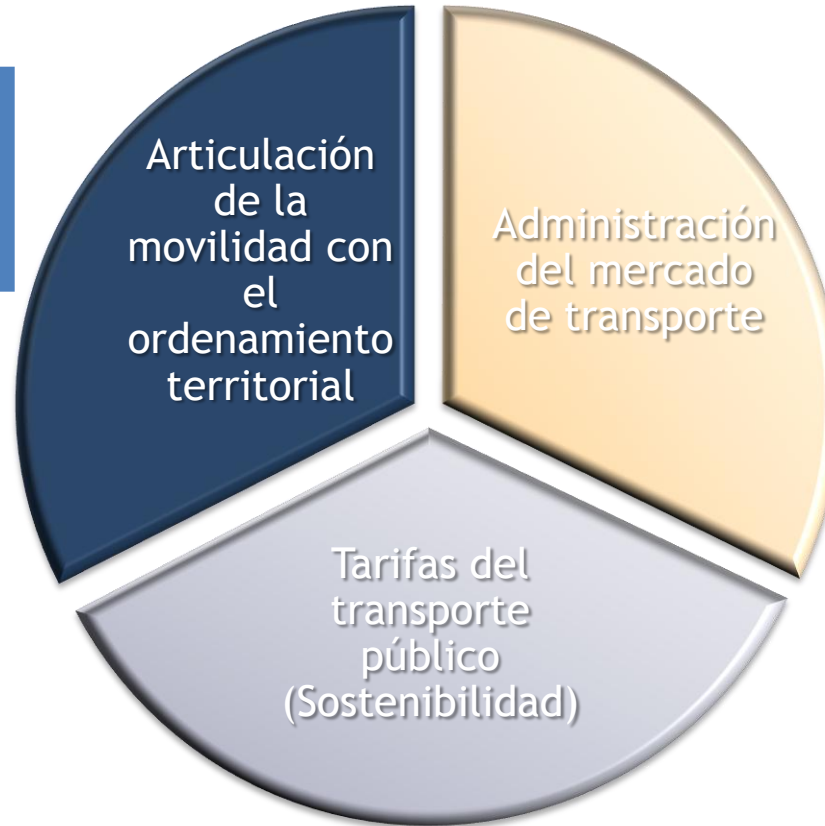 Articulación
de la
movilidad con
el
ordenamiento
territorial
Administración
del mercado
de transporte
Tarifas del
transporte
público
(Sostenibilidad)